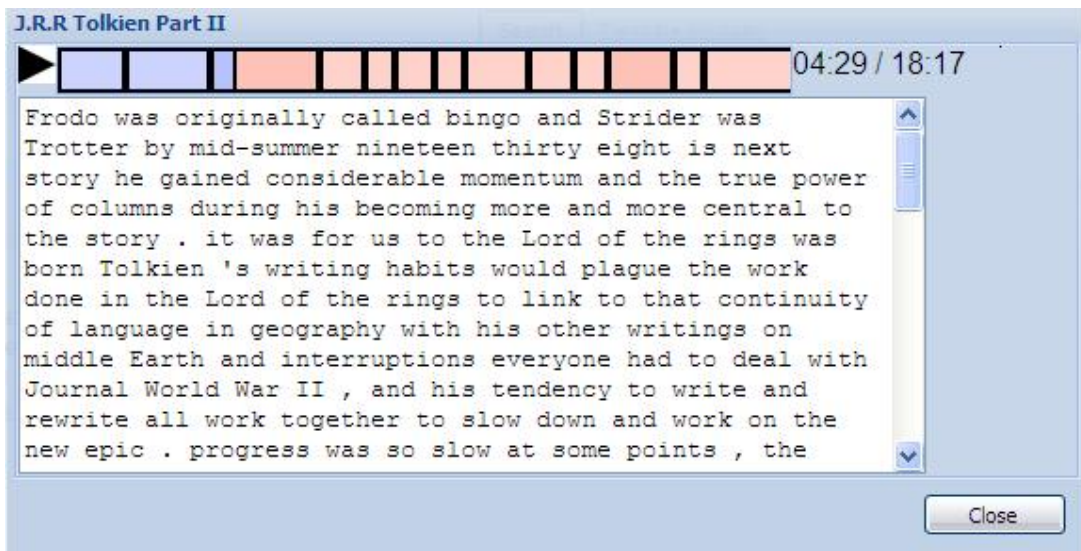 J.R.R Tolkien Part II
04:29 / 18:17
Frodo was originally called bingo and Strider was
Trotter by mid-summer nineteen thirty eight is next
story he gained considerable momentum and the true power
of columns during his becoming more and more central to
the story . it was for us to the Lord of the rings was
born Tolkien 's writing habits would plague the work
done in the Lord of the rings to link to that continuity
of language in geography with his other writings on
middle Earth and interruptions everyone had to deal with
Journal World War II , and his tendency to write and
rewrite all work together to slow down and work on the
new epic . progress was so slow at some points , the
Close